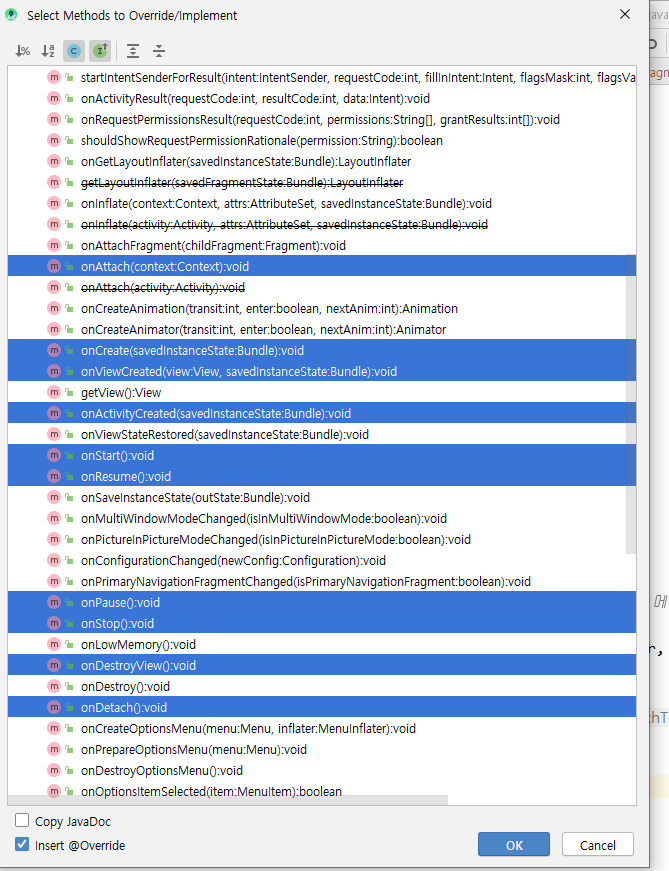 Select Methods to Override/Implement
startIntentSenderForResult(intent:IntentSender, requestCode:int, fillInIntent:Intent, flagsMask:int, flagsVa
onActivityResult(requestCode:int, resultCode:int, data:Intent):void
onRequestPermissionsResult(requestCode:int, permissions:String[], grantResults:int[]):void
shouldShowRequestPermissionRationale(permission:String):boolean
onGetLayoutInflater(savedInstanceState:Bundle):LayoutInflater
getLayoutInflater(savedFragmentState:Bundle):LayoutInflater
onInflate(context:Context, attrs:AttributeSet, savedInstanceState:Bundle):void
onInflate(activity:Activity, attrs:AttributeSet, savedInstanceState:Bundle):void
onAttachFragment(childFragment:Fragment):void
onAttach(context:Context):void
onAttach(activity:Activity):void
onCreateAnimation(transit:int, enter:boolean, nextAnim:int):Animation
onCreateAnimator(transit:int, enter:boolean, nextAnim:int):Animator
onCreate(savedInstanceState:Bundle):void
onViewCreated(view:View, savedInstanceState:Bundle):void
getView():View
onActivityCreated(savedInstanceState:Bundle):void
onViewStateRestored(savedInstanceState:Bundle):void
onStart():void
onResume():void
onSaveInstanceState(outState:Bundle):void
onMultiWindowModeChanged(isInMultiWindowMode:boolean):void
onPictureInPictureModeChanged(isInPictureInPictureMode:boolean):void
onConfigurationChanged(newConfig:Configuration):void
onPrimaryNavigationFragmentChanged(isPrimaryNavigationFragment:boolean):void
onPause():void
onStop():void
onLowMemory():void
onDestroyView():void
onDestroy():void
onDetach():void
onCreateOptionsMenu(menu:Menu, inflater:MenuInflater):void
onPrepareOptionsMenu(menu:Menu):void
onDestroyOptionsMenu():void
onOptionsItemSelected(item:MenuItem):boolean
Copy JavaDoc
Insert @Override
OK
Cancel